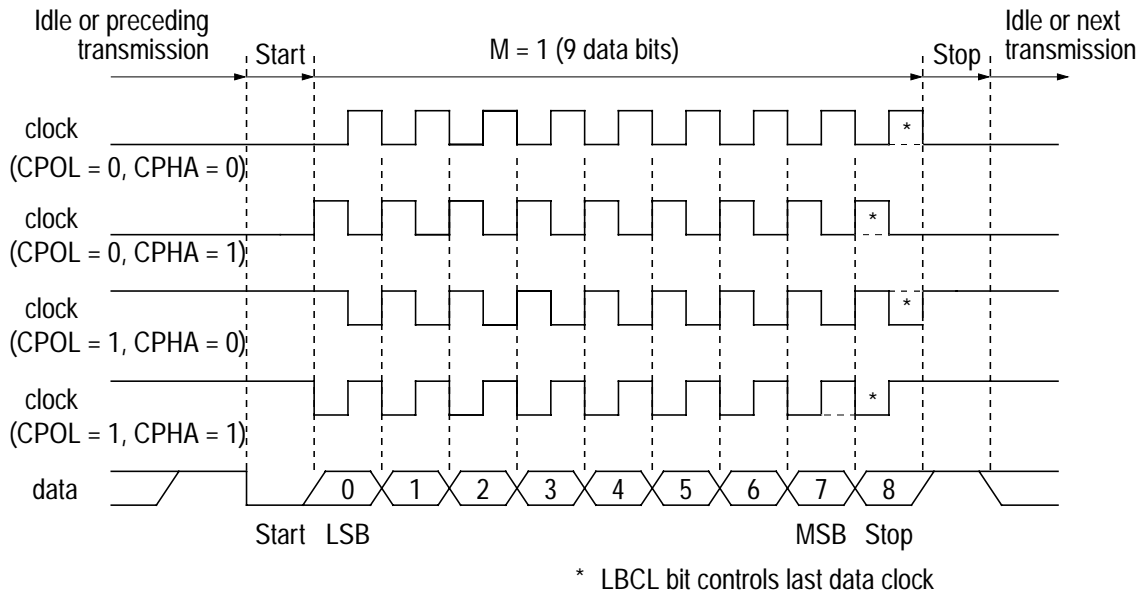 Idle or preceding
transmission
Start
M = 1 (9 data bits)
Stop
Idle or next
transmission
clock
(CPOL = 0, CPHA = 0)
*
clock
(CPOL = 0, CPHA = 1)
*
clock
(CPOL = 1, CPHA = 0)
*
clock
(CPOL = 1, CPHA = 1)
*
data
0 1 2 3 4 5 6 7 8
Start LSB MSB Stop
* LBCL bit controls last data clock